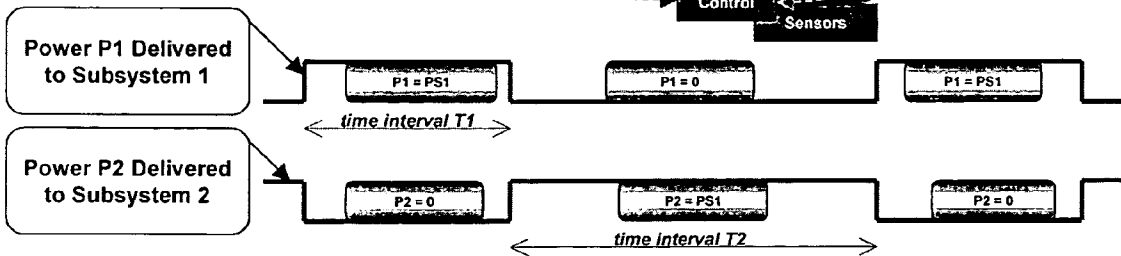 Control
Sensors
Power P1 Delivered
to Subsystem 1
P1 = PS1
P1 = 0
P1 = PS1
time interval T1
Power P2 Delivered
to Subsystem 2
P2 = 0
P2 = PS1
P2 = 0
time interval T2